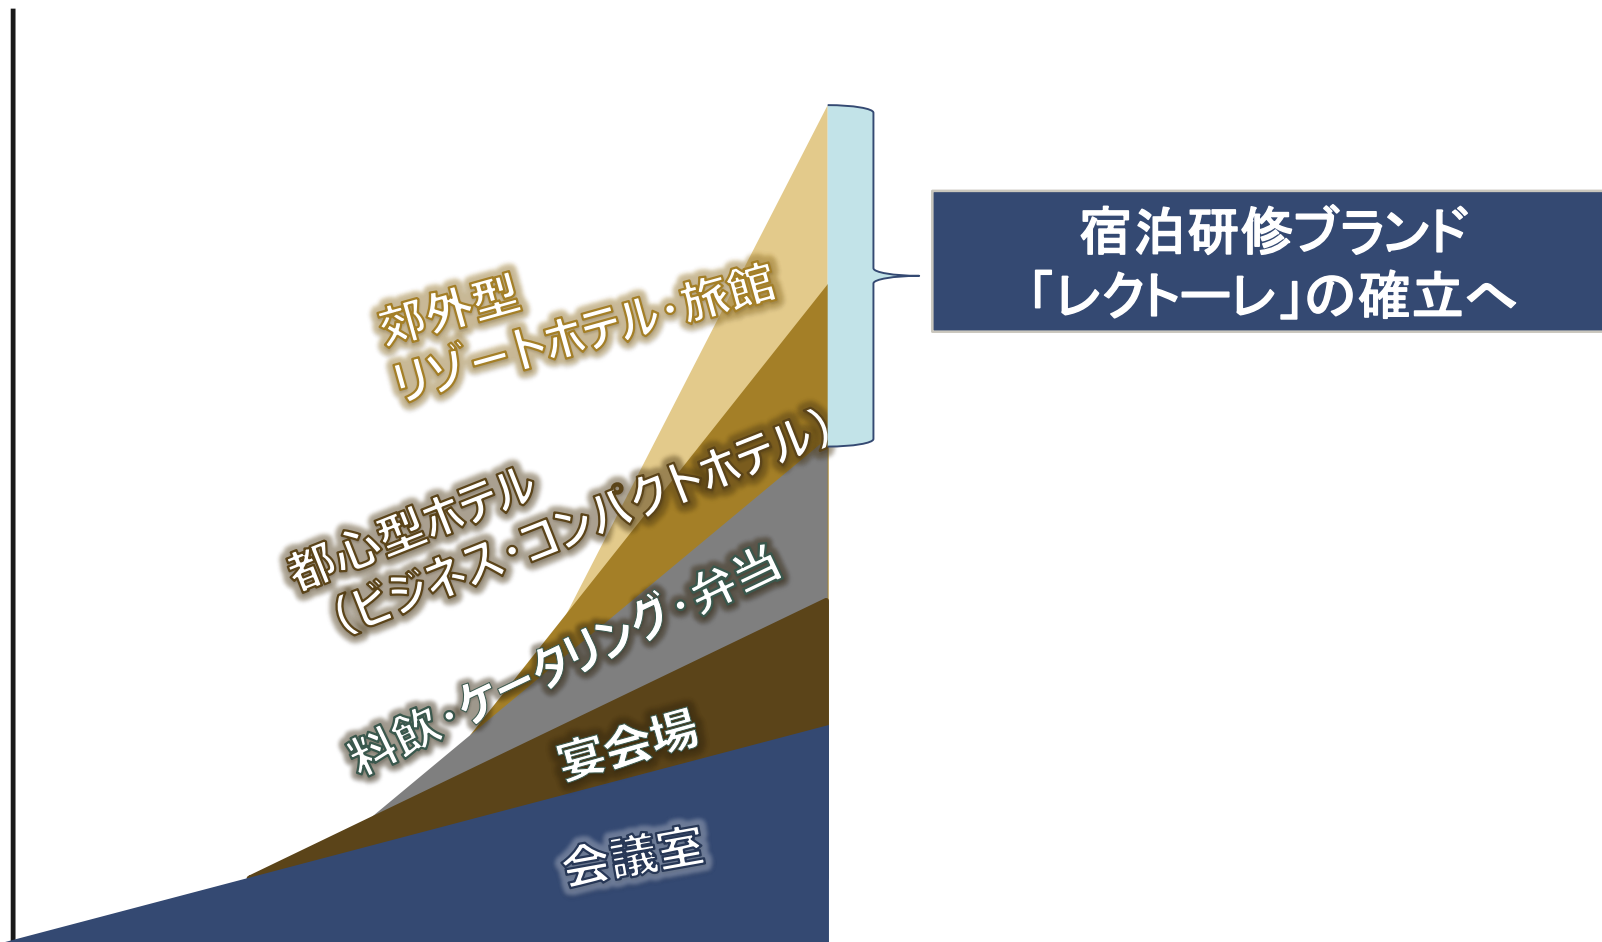 郊外型
リゾートホテル・旅館
都心型ホテル
（ビジネス・コンパクトホテル）
料飲・ケータリング・弁当
宴会場
会議室
宿泊研修ブランド
「レクトーレ」の確立へ